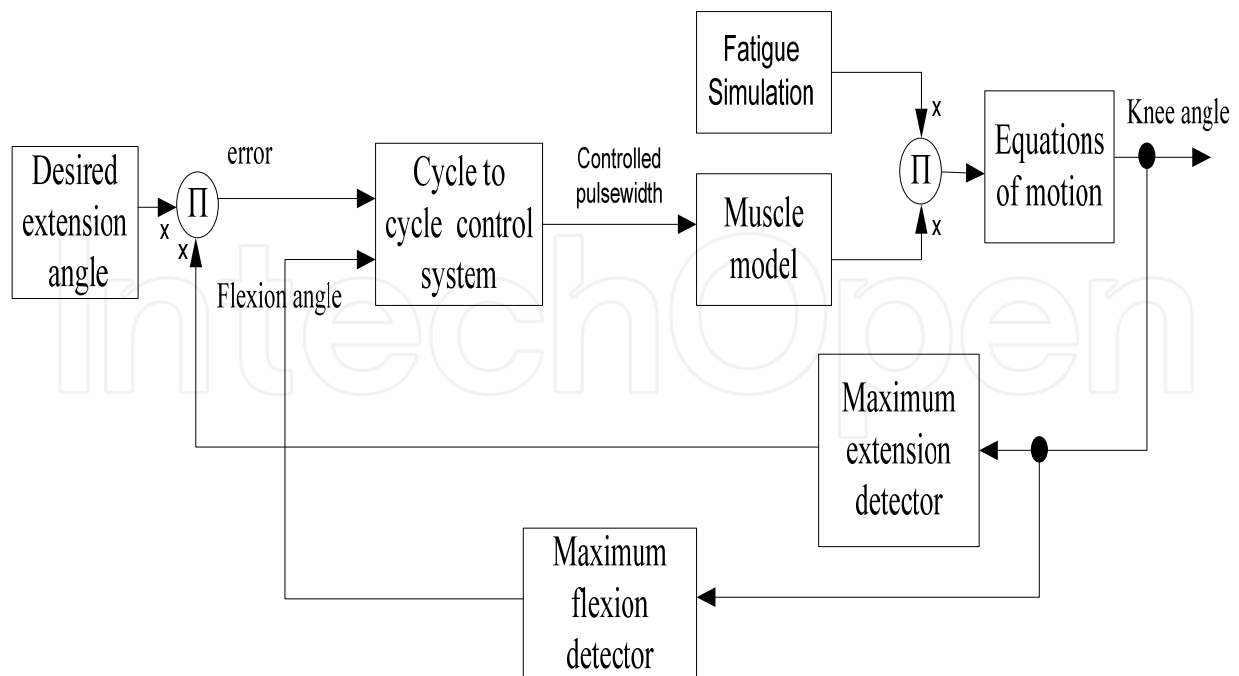 Fatigue
Simulation
x
Knee angle
Equations
of motion
Π
x
Desired
extension
angle
x
Π
x
error
Flexion angle
Cycle to
cycle control
system
Controlled
pulsewidth
Muscle
model
IntechOpen
Maximum
extension
detector
Maximum
flexion
detector